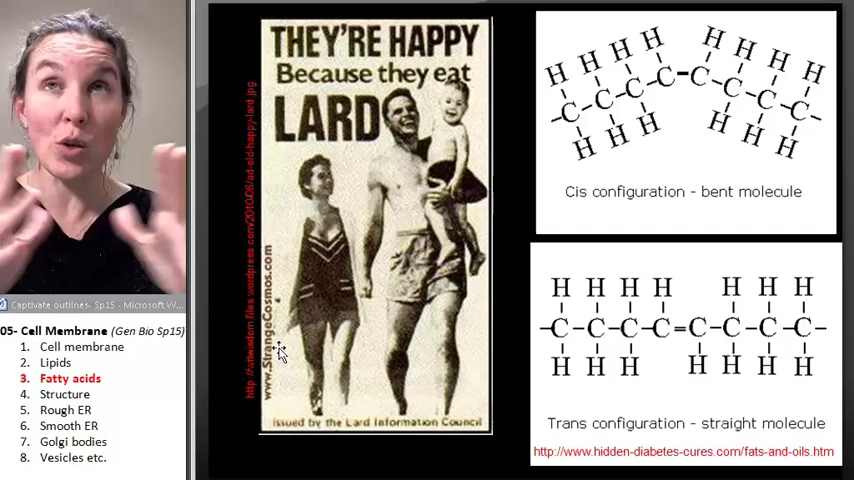 THEY'RE HAPPY
Because they eat
LARD
www.StrangeCosmos.com
Issued by the Lard Information Council
H H H H H H H H
C C C C - C C C C
H H H H H H
Cis configuration - bent molecule
H H H H H H H
-C-C-C-C=C-C-C-C-
H H H H H H H
Trans configuration - straight molecule
http://www.hidden-diabetes-cures.com/fats-and-oils.htm
Captivate outlines- Sp15 - Microsoft W...
05- Cell Membrane (Gen Bio Sp15)
1. Cell membrane
2. Lipids
3. Fatty acids
4. Structure
5. Rough ER
6. Smooth ER
7. Golgi bodies
8. Vesicles etc.